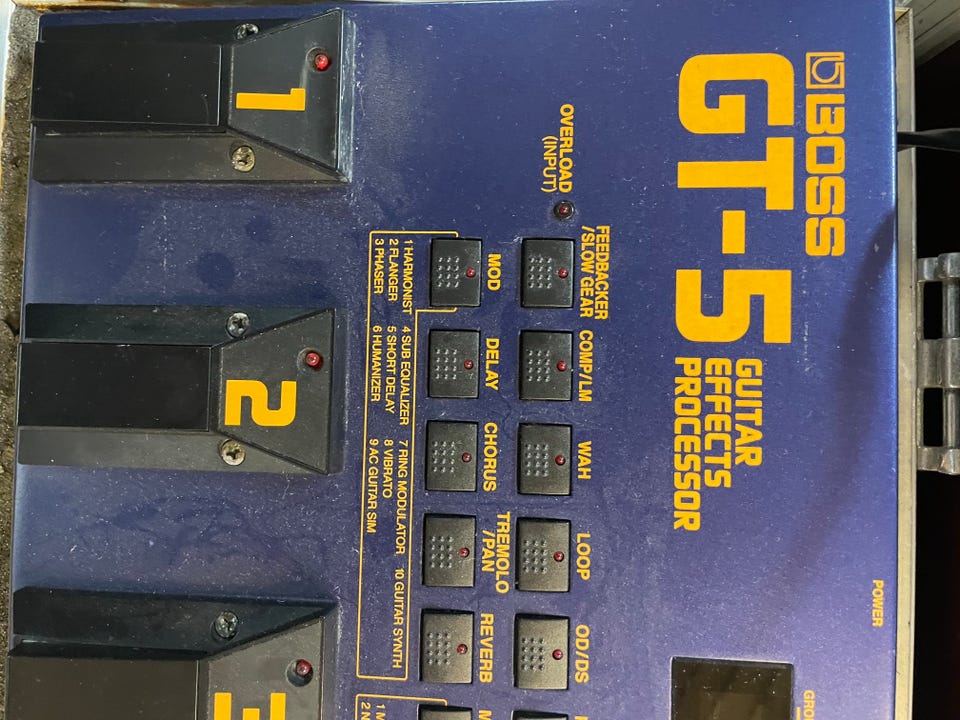 BOSS
GT-5
GUITAR
EFFECTS
PROCESSOR
POWER
OVERLOAD
(INPUT)
FEEDBACKER
/SLOW GEAR
COMP/LM
WAH
LOOP
OD/DS
MOD
DELAY
CHORUS
TREMOLO
/PAN
REVERB
1 HARMONIST
2 FLANGER
3 PHASER
4 SUB EQUALIZER
5 SHORT DELAY
6 HUMANIZER
7 RING MODULATOR
8 VIBRATO
9 AC GUITAR SIM
10 GUITAR SYNTH
1
2
3